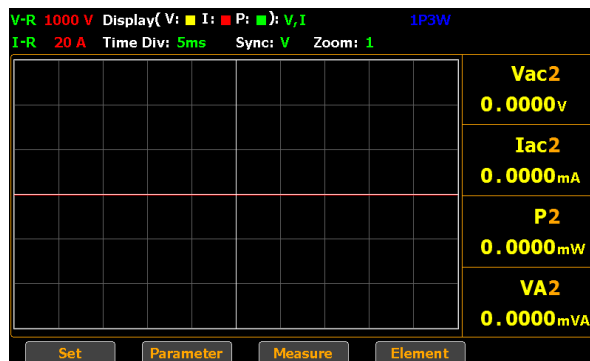 V-R 1000 V Display( V: I: P: ): V,I 1P3W
I-R 20 A Time Div: 5ms Sync: V Zoom: 1
Vac2
0.0000V
Iac2
0.0000mA
P2
0.0000mW
VA2
0.0000mVA
Set Parameter Measure Element